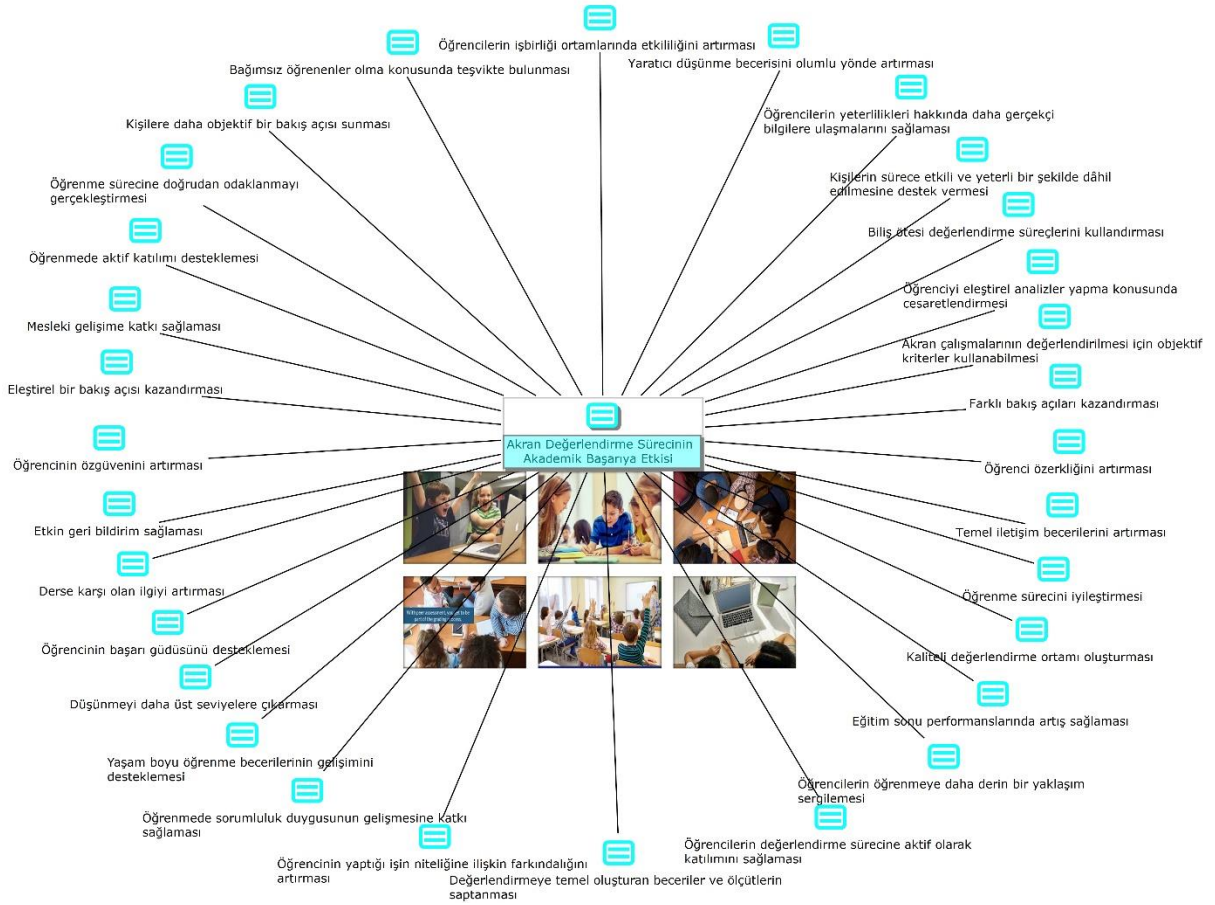 Öğrencilerin işbirliği ortamlarında etkililiğini artırması
Yaratıcı düşünme becerisini olumlu yönde artırması
Bağımsız öğrenenler olma konusunda teşvikte bulunması
Öğrencilerin yeterlilikleri hakkında daha gerçekçi
bilgilere ulaşmalarını sağlaması
Kişilere daha objektif bir bakış açısı sunması
Kişilerin sürece etkili ve yeterli bir şekilde dâhil
edilmesine destek vermesi
Öğrenme sürecine doğrudan odaklanmayı
gerçekleştirmesi
Biliş ötesi değerlendirme süreçlerini kullandırması
Öğrenmede aktif katılımı desteklemesi
Öğrenciyi eleştirel analizler yapma konusunda
cesaretlendirmesi
Mesleki gelişime katkı sağlaması
Akran çalışmalarının değerlendirilmesi için objektif
kriterler kullanabilmesi
Eleştirel bir bakış açısı kazandırması
Farklı bakış açıları kazandırması
Akran Değerlendirme Sürecinin
Akademik Başarıya Etkisi
Öğrencinin özgüvenini artırması
Öğrenci özerkliğini artırması
Etkin geri bildirim sağlaması
Temel iletişim becerilerini artırması
Derse karşı olan ilgiyi artırması
Öğrenme sürecini iyileştirmesi
Öğrencinin başarı güdüsünü desteklemesi
Kaliteli değerlendirme ortamı oluşturması
Düşünmeyi daha üst seviyelere çıkarması
Eğitim sonu performanslarında artış sağlaması
Yaşam boyu öğrenme becerilerinin gelişimini
desteklemesi
Öğrencilerin öğrenmeye daha derin bir yaklaşım
sergilemesi
Öğrenmede sorumluluk duygusunun gelişmesine katkı
sağlaması
Öğrencilerin değerlendirme sürecine aktif olarak
katılımını sağlaması
Öğrencinin yaptığı işin niteliğine ilişkin farkındalığını
artırması
Değerlendirmeye temel oluşturan beceriler ve ölçütlerin
saptanması